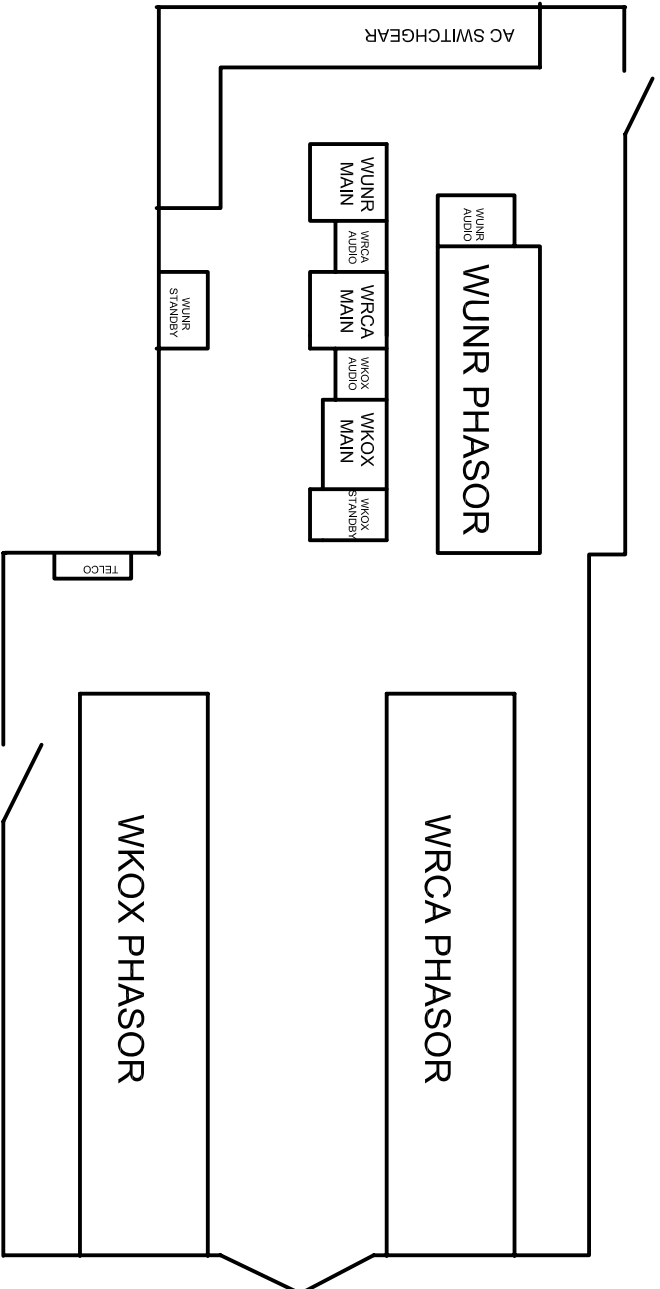 AC SWITCHGEAR
WUNR
MAIN
WRCA
AUDIO
WRCA
MAIN
WKOX
AUDIO
WKOX
MAIN
WKOX
STANDBY
WUNR
AUDIO
WUNR PHASOR
WUNR
STANDBY
TELCO
WKOX PHASOR
WRCA PHASOR